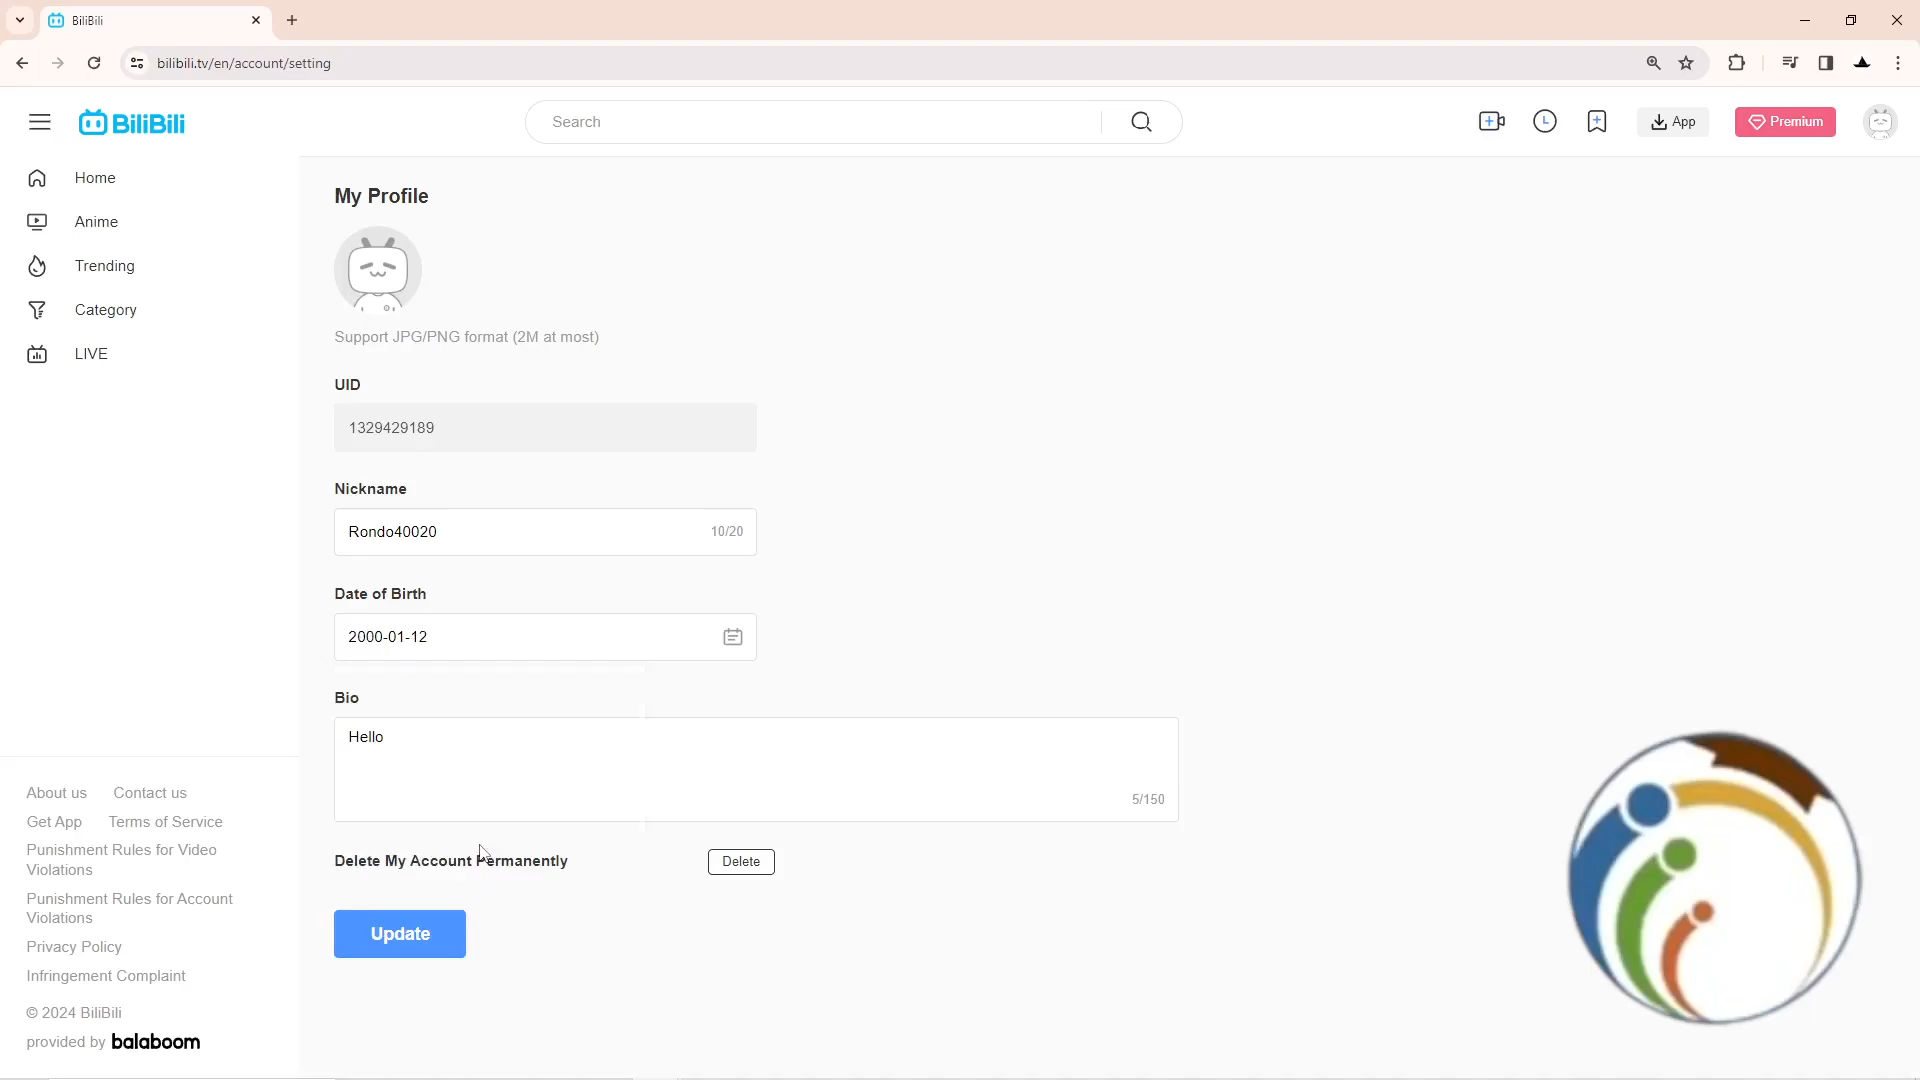 BiliBili
bilibili.tv/en/account/setting
BiliBili
Search
App
Premium
Home
Anime
Trending
Category
LIVE
My Profile
Support JPG/PNG format (2M at most)
UID
1329429189
Nickname
Rondo40020
10/20
Date of Birth
2000-01-12
Bio
Hello
5/150
Delete My Account Permanently
Delete
Update
About us
Contact us
Get App
Terms of Service
Punishment Rules for Video
Violations
Punishment Rules for Account
Violations
Privacy Policy
Infringement Complaint
© 2024 BiliBili
provided by balaboom